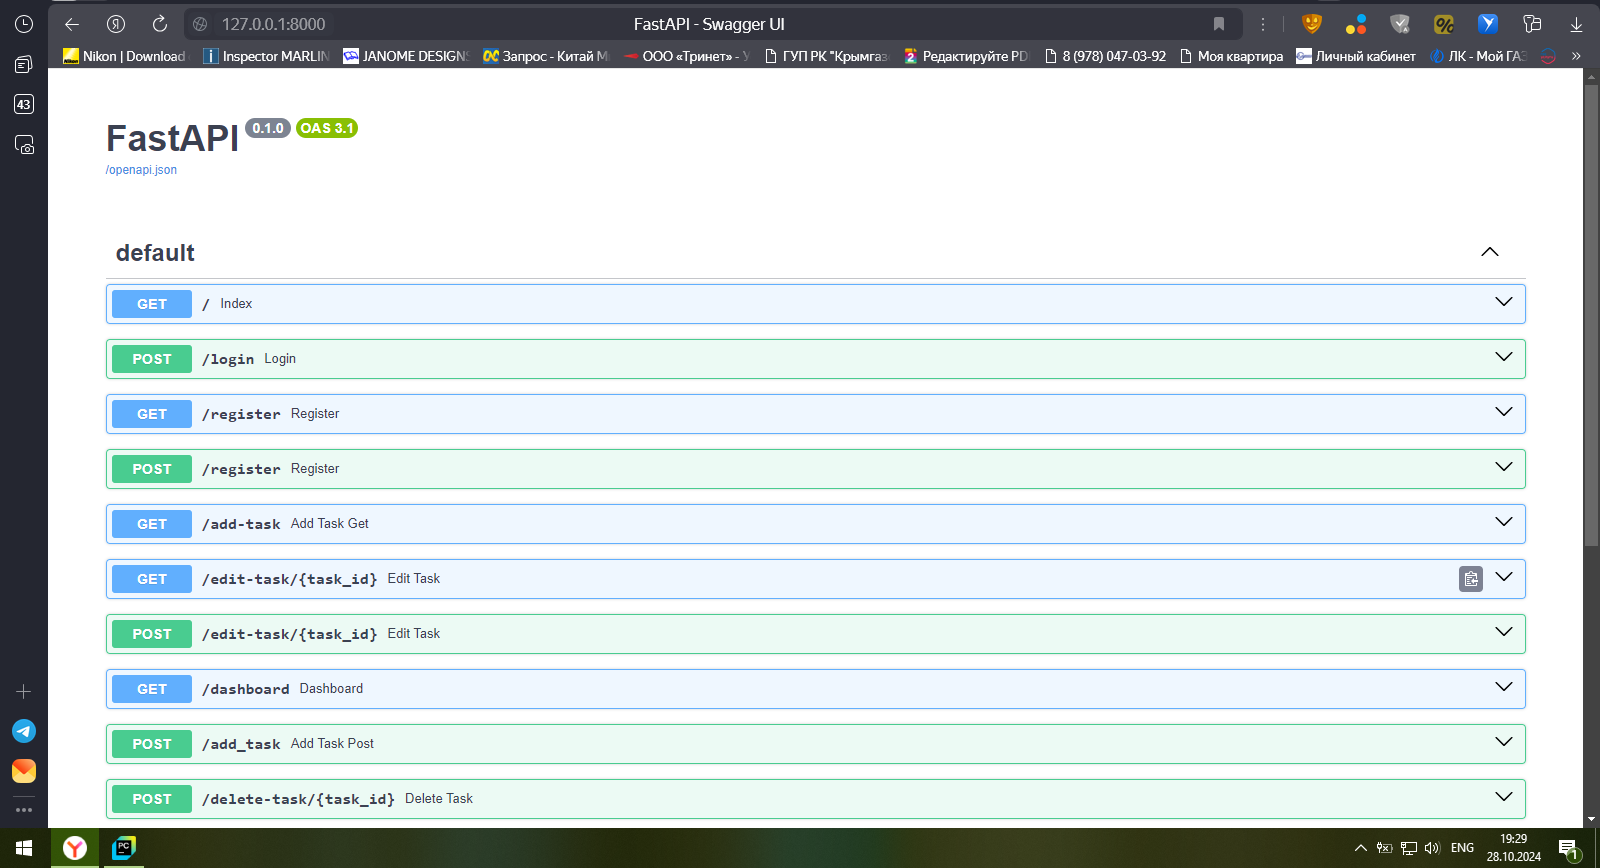 127.0.0.1:8000
FastAPI - Swagger UI
Nikon | Download
Inspector MARLIN
JANOME DESIGNS
Запрос - Китай М
ООО «Тринет» - У
ГУП РК "Крымгаз
Редактируйте PD
8 (978) 047-03-92
Моя квартира
Личный кабинет
ЛК - Мой ГАЗ
»
43
FastAPI 0.1.0 OAS 3.1
/openapi.json
default
GET / Index
POST /login Login
GET /register Register
POST /register Register
GET /add-task Add Task Get
GET /edit-task/{task_id} Edit Task
POST /edit-task/{task_id} Edit Task
GET /dashboard Dashboard
POST /add_task Add Task Post
POST /delete-task/{task_id} Delete Task
PC
ENG
19:29
28.10.2024
1